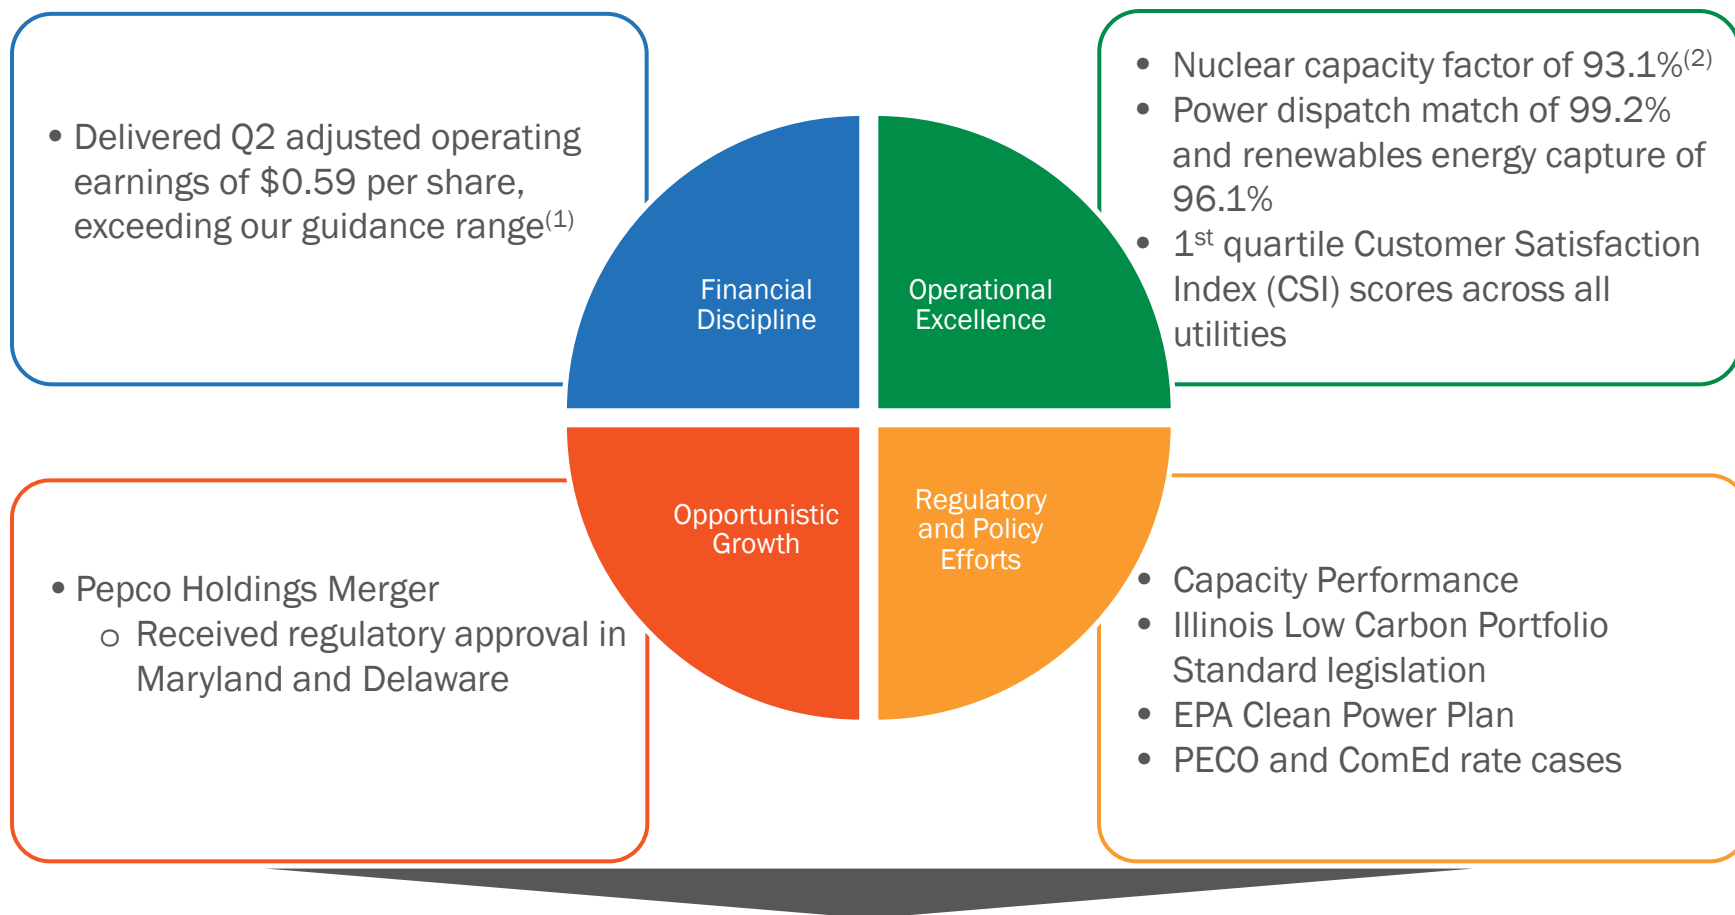 • Delivered Q2 adjusted operating
earnings of $0.59 per share,
exceeding our guidance range(1)
• Nuclear capacity factor of 93.1%(2)
• Power dispatch match of 99.2%
and renewables energy capture of
96.1%
• 1st quartile Customer Satisfaction
Index (CSI) scores across all
utilities
Financial
Discipline
Operational
Excellence
Opportunistic
Growth
Regulatory
and Policy
Efforts
• Pepco Holdings Merger
o Received regulatory approval in
Maryland and Delaware
• Capacity Performance
• Illinois Low Carbon Portfolio
Standard legislation
• EPA Clean Power Plan
• PECO and ComEd rate cases